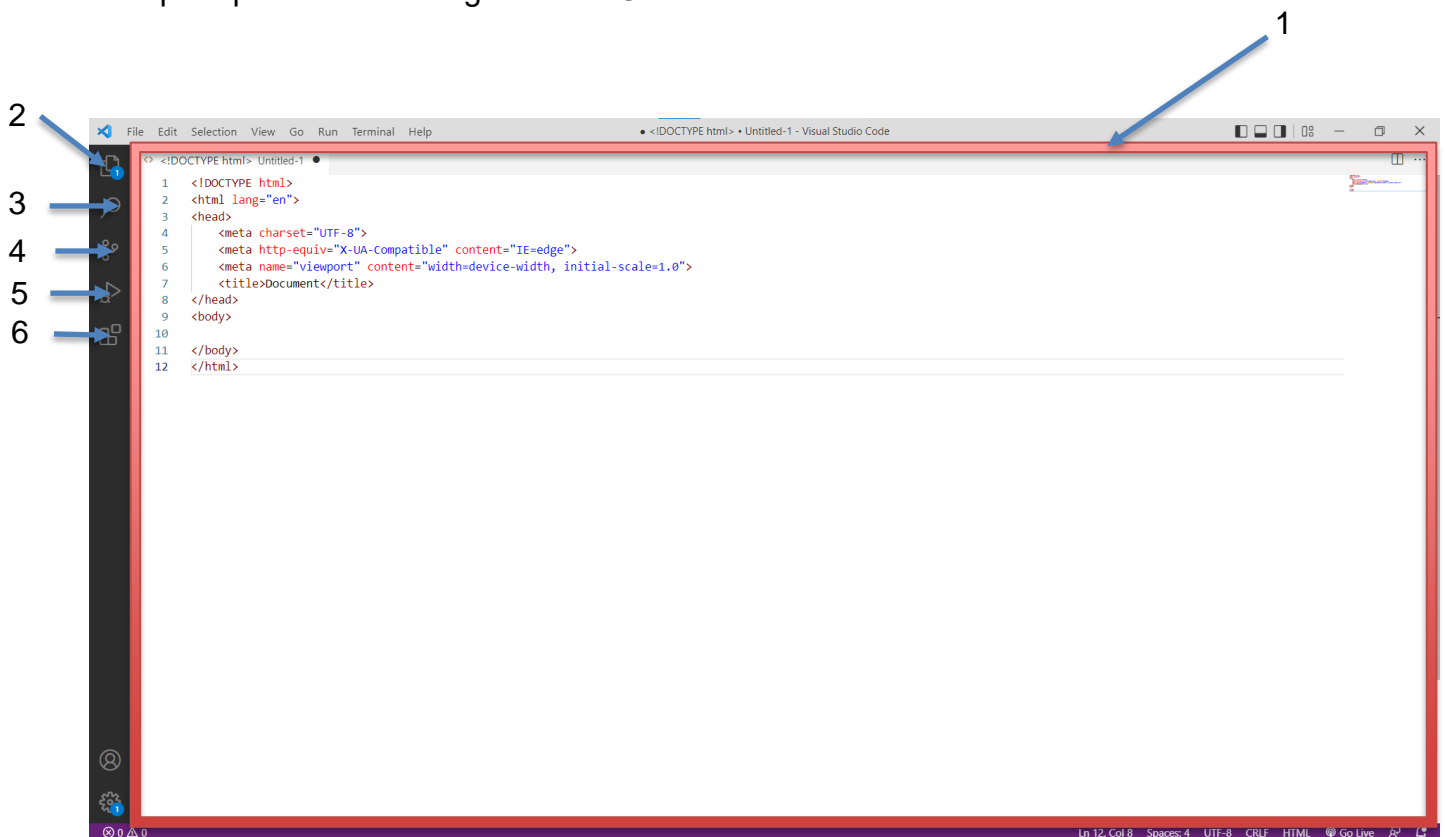 1
2
File Edit Selection View Go Run Terminal Help ● <!DOCTYPE html> • Untitled-1 - Visual Studio Code
<!DOCTYPE html> Untitled-1 ●
1
1 <!DOCTYPE html>
2 <html lang="en">
3
3 <head>
4 <meta charset="UTF-8">
4
5 <meta http-equiv="X-UA-Compatible" content="IE=edge">
6 <meta name="viewport" content="width=device-width, initial-scale=1.0">
5
7 <title>Document</title>
8 </head>
9 <body>
6
10
11 </body>
12 </html>
1
0 0
Ln 12, Col 8 Spaces: 4 UTF-8 CRLF HTML Go Live